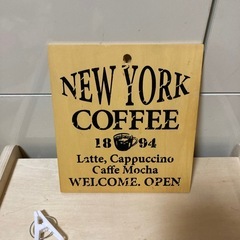 NEW YORK
COFFEE
18 94
Latte, Cappuccino
Caffe Mocha
WELCOME. OPEN